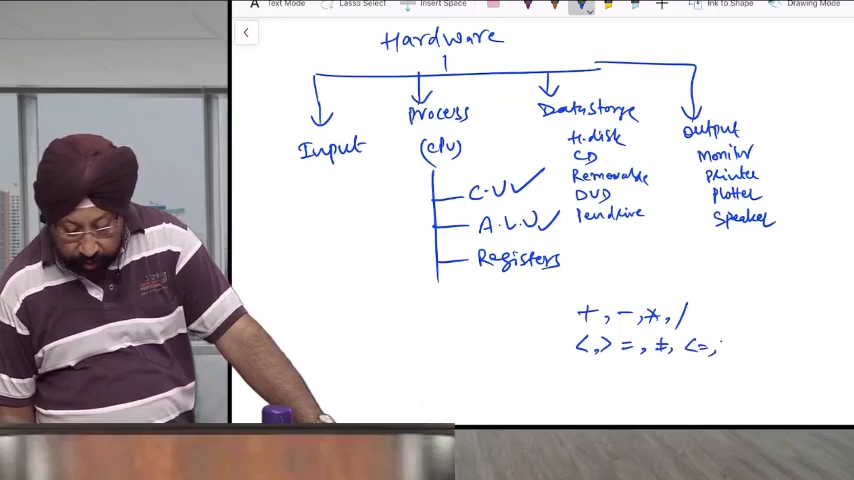 A Text Mode Lasso Select Insert Space Ink to Shape Drawing Mode
Hardware
Input
Process
(CPU)
C.U ✓
A.L.U ✓
Registers
Datastorge
H.disk
CD
Removable
DVD
Pendrive
Output
Monitor
Printer
Plotter
Speaker
+, -, *, /
<, > =, ≠, <=,